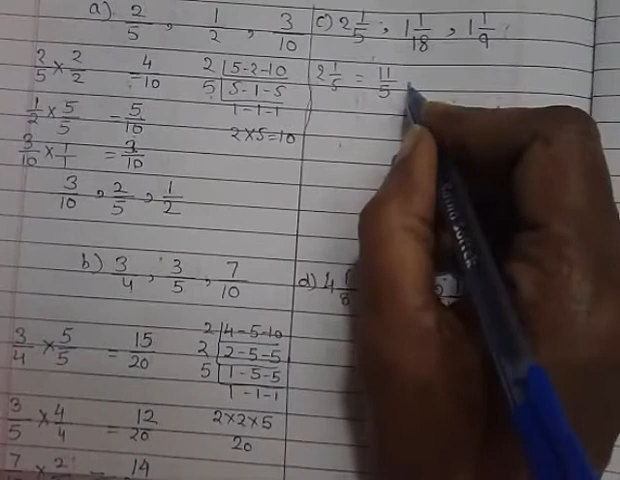 a) 2/5, 1/2, 3/10
2/5 × 2/2 = 4/10
2 | 5-2-10
5 | 5-1-5
1-1-1
1/2 × 5/5 = 5/10
2×5=10
3/10 × 1/1 = 3/10
3/10, 2/5, 1/2
b) 3/4, 3/5, 7/10
3/4 × 5/5 = 15/20
2 | 4-5-10
2 | 2-5-5
5 | 1-5-5
1-1-1
3/5 × 4/4 = 12/20
2×2×5
20
7 × 2 = 14
c) 2 1/5, 1 1/18, 1 1/9
2 1/5 = 11/5
d) 4
8